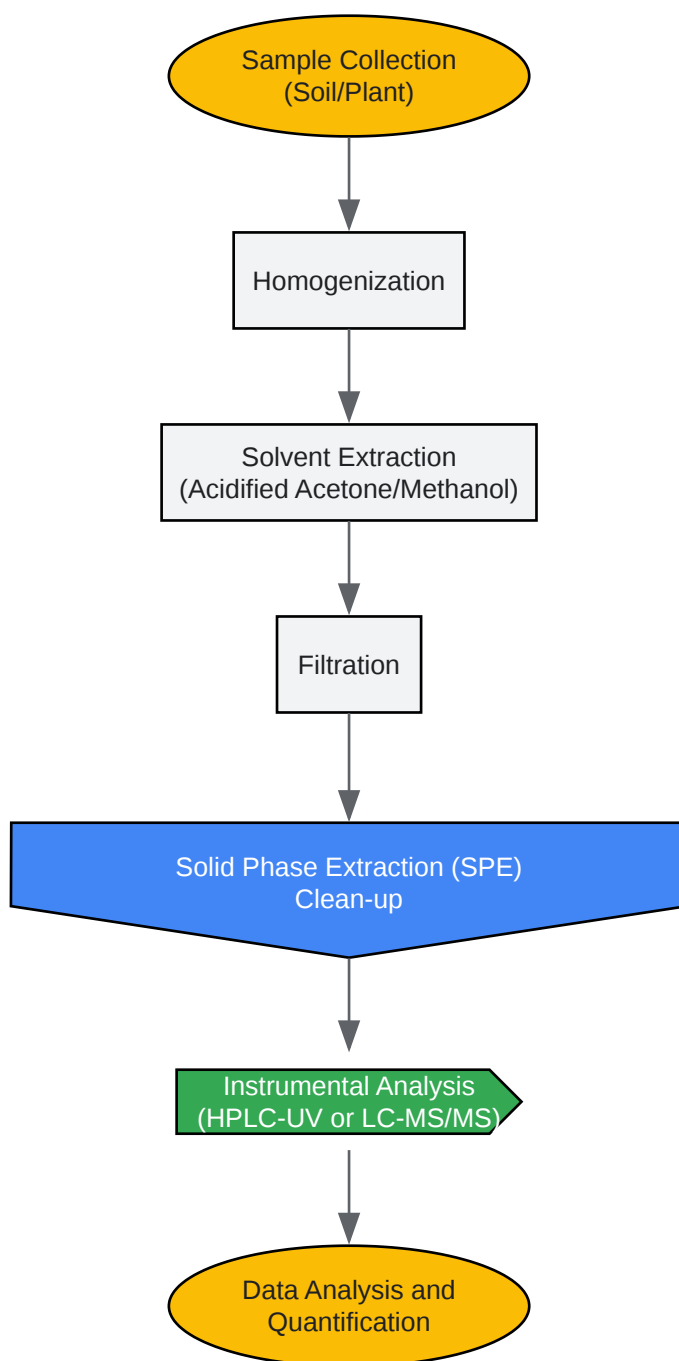 Sample Collection
(Soil/Plant)
Homogenization
Solvent Extraction
(Acidified Acetone/Methanol)
Filtration
Solid Phase Extraction (SPE)
Clean-up
Instrumental Analysis
(HPLC-UV or LC-MS/MS)
Data Analysis and
Quantification